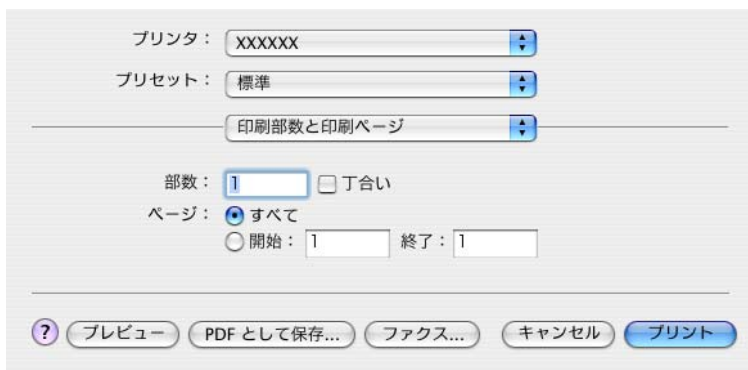 プリンタ： XXXXXX
プリセット： 標準
印刷部数と印刷ページ
部数： 1 丁合い
ページ： すべて
開始： 1 終了： 1
? プレビュー PDF として保存... ファクス... キャンセル プリント